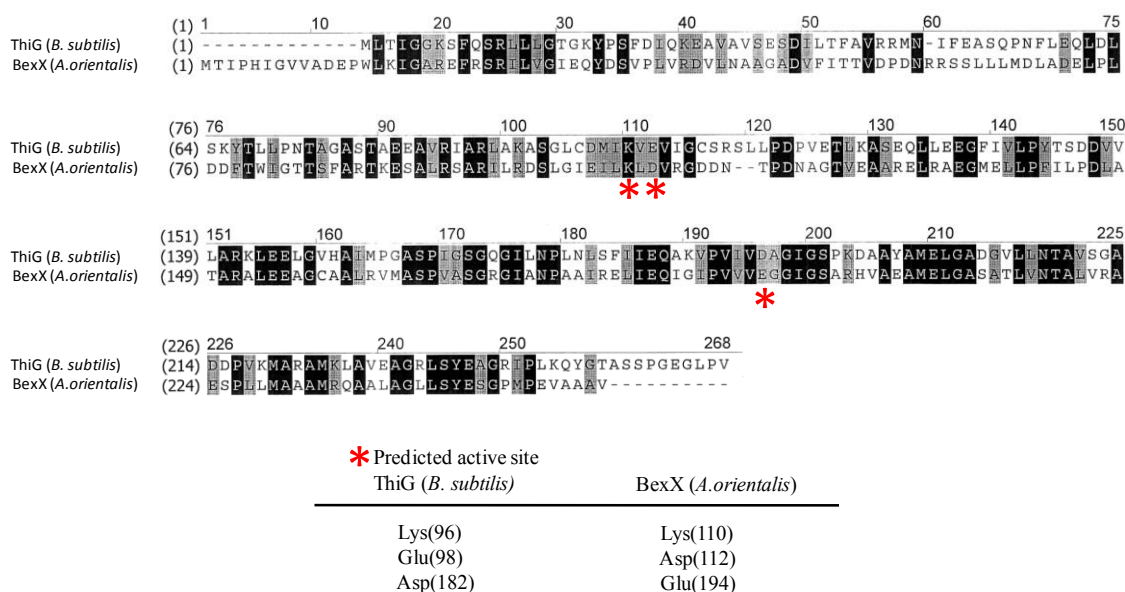 (1) 1 10 20 30 40 50 60 75
ThiG (B. subtilis) (1) - - - - - - - - - - - - - MLTIGGKSFQSRLLLGTGKYPSFDIQKEAVAVSESDILTFAVRRMN-IFEASQPNFLEQLDL
BexX (A.orientalis) (1) MTIPHIGVVADEPWLKIGAREFRSRILVGIEQYDSVPLVRDVLNAAGADVFITTVDPDNRRSSLLLMDLADELPL
(76) 76 90 100 110 120 130 140 150
ThiG (B. subtilis) (64) SKYTLLPNTAGASTAEEAVRIARLAKASGLCDMIKVEVIGCSRSLLPDPVETLKASEQLLEEGFIVLPYTSDDVV
BexX (A.orientalis) (76) DDFTWIGTTSFARTKESALRSARILRDSLGIEILKLDVRGDDN--TPDNAGTVEAARELRAEGMELLPFILPDLA
(151) 151 160 170 180 190 200 210 225
ThiG (B. subtilis) (139) LARKLEELGVHAIMPGASPIGSGQGILNPLNLSFIIEQAKVPVIVDAGIGSPKDAAYAMELGADGVLLNTAVSGA
BexX (A.orientalis) (149) TARALEEAGCAALRVMASPVASGRGIANPAAIRELIEQIGIPVVVEGGIGSARHVAEAMELGASATLVNTALVRA
(226) 226 240 250 268
ThiG (B. subtilis) (214) DDPVKMARAMKLAVEAGRLSYEAGRIPLKQYGTASSPGEGLPV
BexX (A.orientalis) (224) ESPLLMAAAMRQAALAGLLSYESGPMPEVAAAV- - - - - - - - - -
* Predicted active site
ThiG (B. subtilis) BexX (A.orientalis)
Lys(96) Lys(110)
Glu(98) Asp(112)
Asp(182) Glu(194)